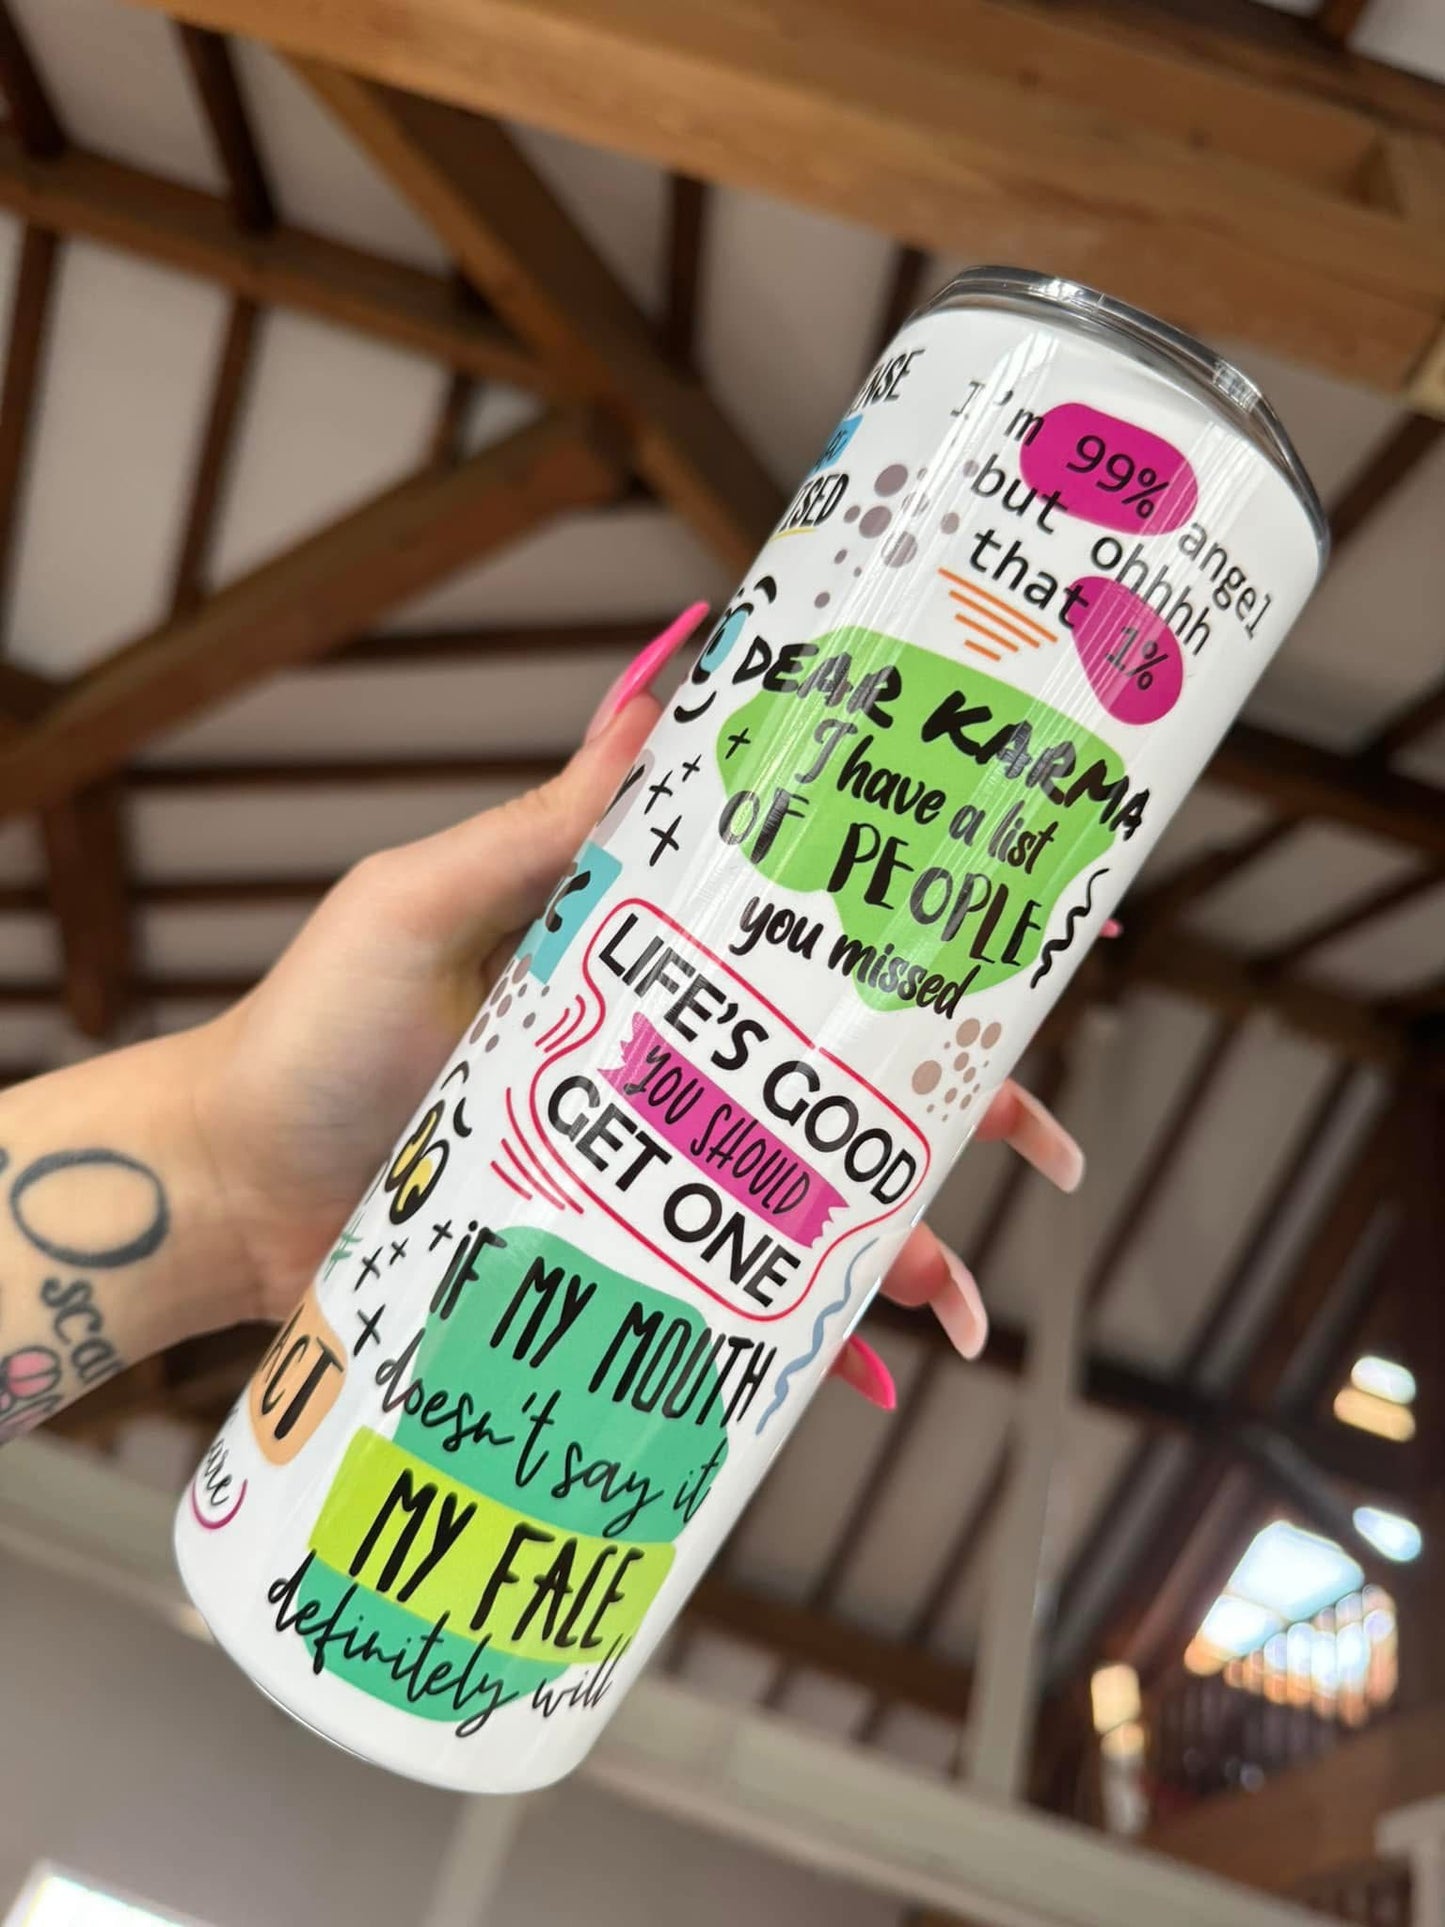 I'm 99% angel
but ohhhh
that 1%
DEAR KARMA
I have a list
OF PEOPLE
you missed
LIFE'S GOOD
YOU SHOULD
GET ONE
iF MY MOUTH
doesn't say it
MY FACE
definitely will